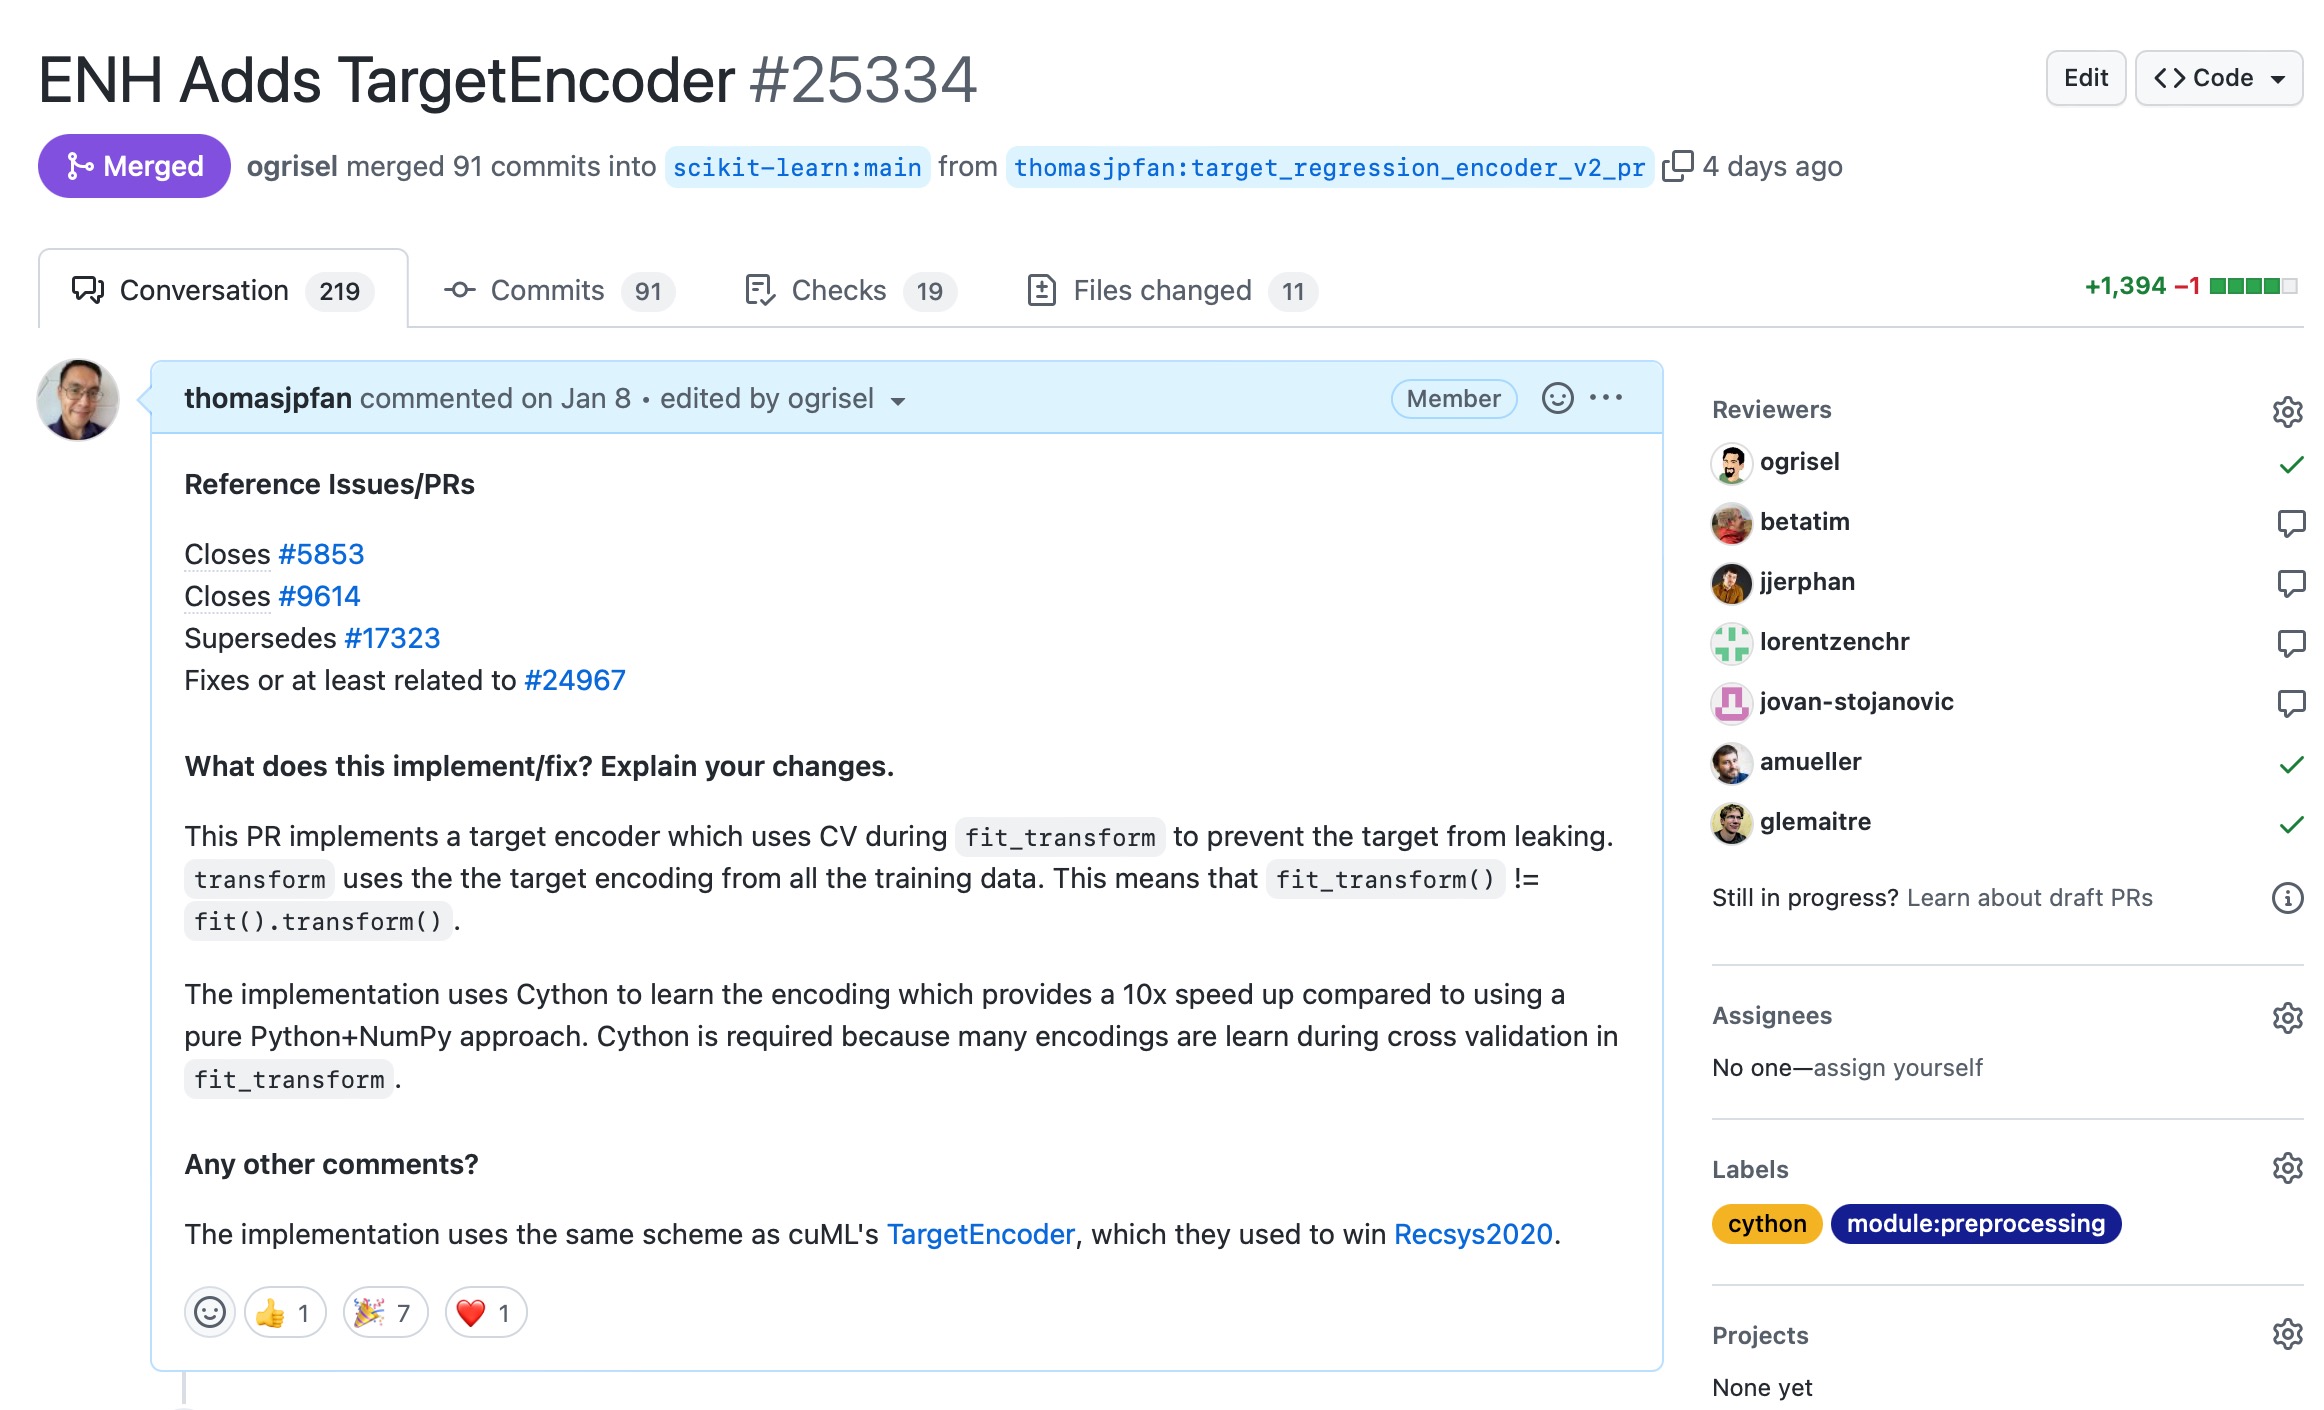 ENH Adds TargetEncoder #25334
Edit
Code
Merged
ogrisel merged 91 commits into scikit-learn:main from thomasjpfan:target_regression_encoder_v2_pr 4 days ago
Conversation 219
Commits 91
Checks 19
Files changed 11
+1,394 −1
thomasjpfan commented on Jan 8 • edited by ogrisel
Member
Reference Issues/PRs
Closes #5853
Closes #9614
Supersedes #17323
Fixes or at least related to #24967
What does this implement/fix? Explain your changes.
This PR implements a target encoder which uses CV during fit_transform to prevent the target from leaking.
transform uses the the target encoding from all the training data. This means that fit_transform() !=
fit().transform().
The implementation uses Cython to learn the encoding which provides a 10x speed up compared to using a
pure Python+NumPy approach. Cython is required because many encodings are learn during cross validation in
fit_transform.
Any other comments?
The implementation uses the same scheme as cuML's TargetEncoder, which they used to win Recsys2020.
👍 1
🎉 7
❤️ 1
Reviewers
ogrisel
betatim
jjerphan
lorentzenchr
jovan-stojanovic
amueller
glemaitre
Still in progress? Learn about draft PRs
Assignees
No one—assign yourself
Labels
cython
module:preprocessing
Projects
None yet